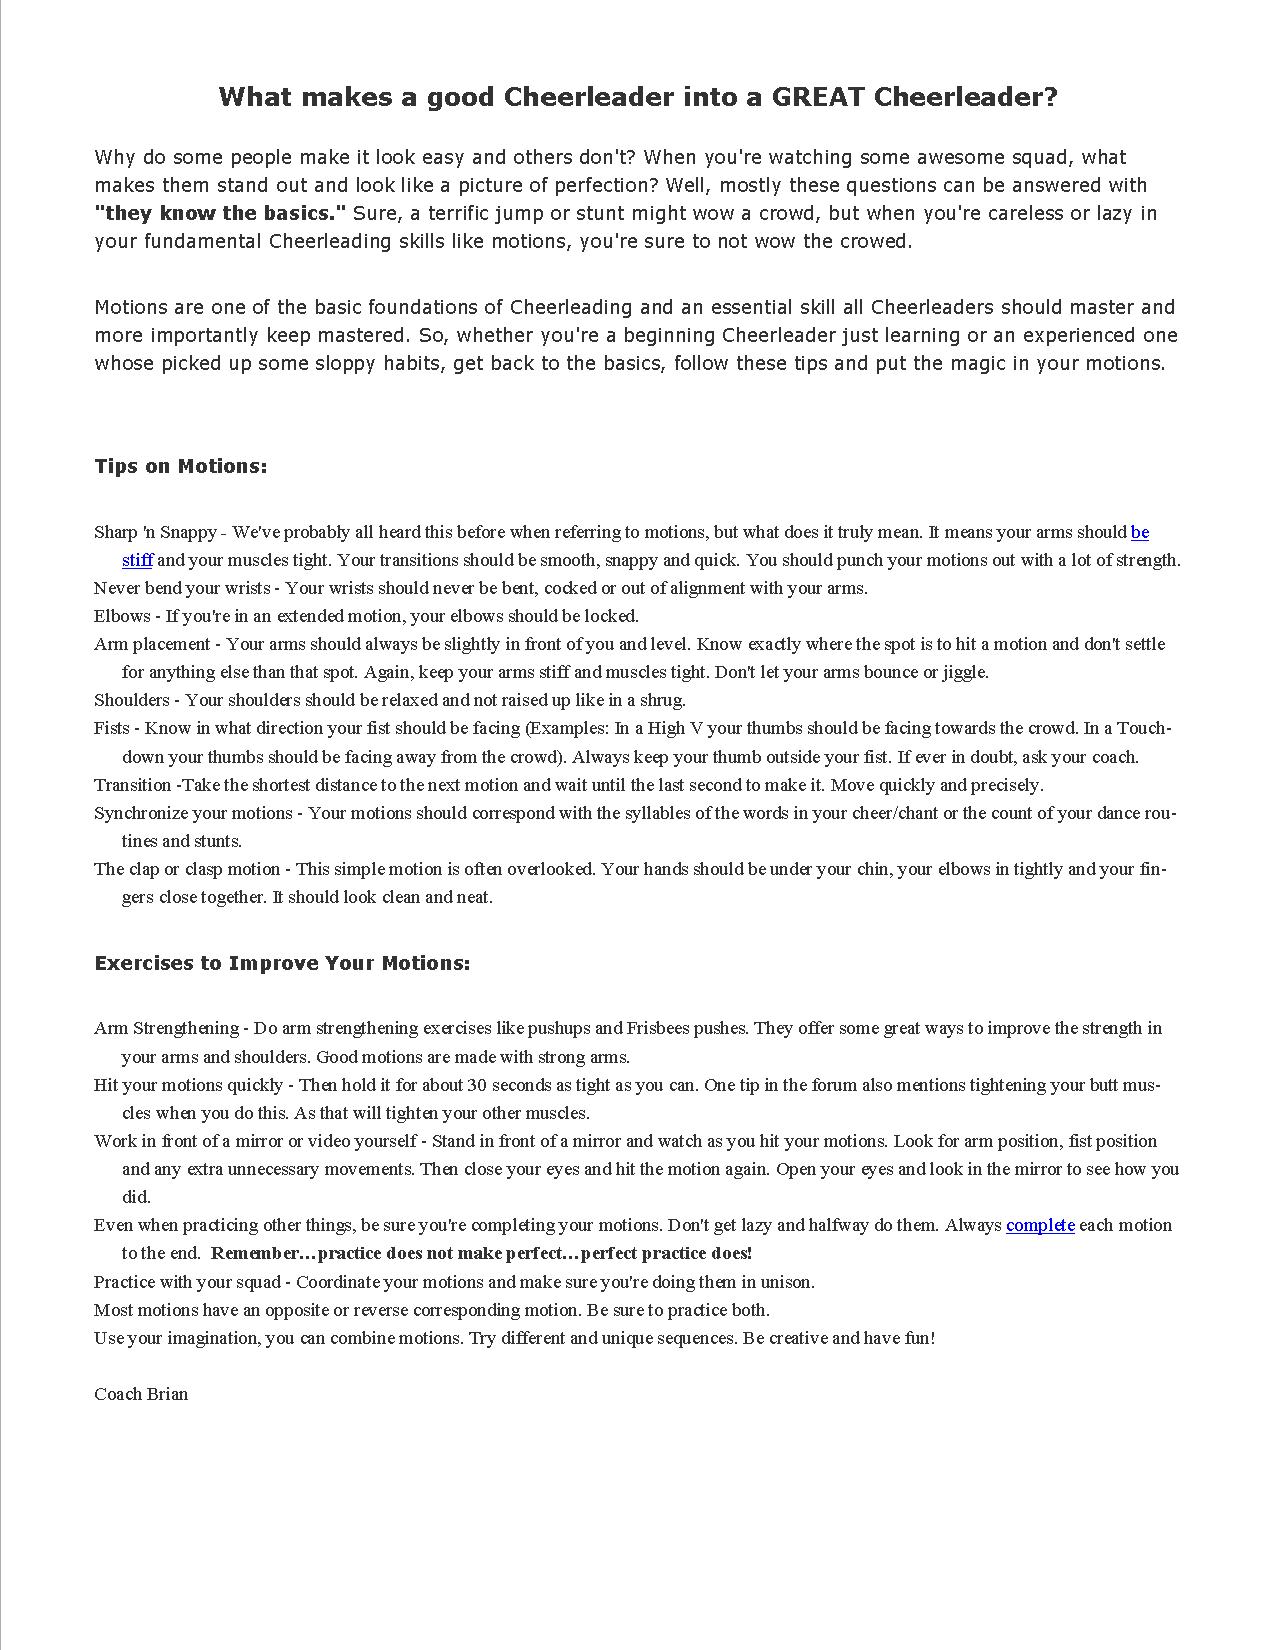 What makes a good Cheerleader into a GREAT Cheerleader?
Why do some people make it look easy and others don't? When you're watching some awesome squad, what
makes them stand out and look like a picture of perfection? Well, mostly these questions can be answered with
"they know the basics." Sure, a terrific jump or stunt might wow a crowd, but when you're careless or lazy in
your fundamental Cheerleading skills like motions, you're sure to not wow the crowed.
Motions are one of the basic foundations of Cheerleading and an essential skill all Cheerleaders should master and
more importantly keep mastered. So, whether you're a beginning Cheerleader just learning or an experienced one
whose picked up some sloppy habits, get back to the basics, follow these tips and put the magic in your motions.
Tips on Motions:
Sharp 'n Snappy - We've probably all heard this before when referring to motions, but what does it truly mean. It means your arms should be
stiff and your muscles tight. Your transitions should be smooth, snappy and quick. You should punch your motions out with a lot of strength.
Never bend your wrists - Your wrists should never be bent, cocked or out of alignment with your arms.
Elbows - If you're in an extended motion, your elbows should be locked.
Arm placement - Your arms should always be slightly in front of you and level. Know exactly where the spot is to hit a motion and don't settle
for anything else than that spot. Again, keep your arms stiff and muscles tight. Don't let your arms bounce or jiggle.
Shoulders - Your shoulders should be relaxed and not raised up like in a shrug.
Fists - Know in what direction your fist should be facing (Examples: In a High V your thumbs should be facing towards the crowd. In a Touch-
down your thumbs should be facing away from the crowd). Always keep your thumb outside your fist. If ever in doubt, ask your coach.
Transition -Take the shortest distance to the next motion and wait until the last second to make it. Move quickly and precisely.
Synchronize your motions - Your motions should correspond with the syllables of the words in your cheer/chant or the count of your dance rou-
tines and stunts.
The clap or clasp motion - This simple motion is often overlooked. Your hands should be under your chin, your elbows in tightly and your fin-
gers close together. It should look clean and neat.
Exercises to Improve Your Motions:
Arm Strengthening - Do arm strengthening exercises like pushups and Frisbees pushes. They offer some great ways to improve the strength in
your arms and shoulders. Good motions are made with strong arms.
Hit your motions quickly - Then hold it for about 30 seconds as tight as you can. One tip in the forum also mentions tightening your butt mus-
cles when you do this. As that will tighten your other muscles.
Work in front of a mirror or video yourself - Stand in front of a mirror and watch as you hit your motions. Look for arm position, fist position
and any extra unnecessary movements. Then close your eyes and hit the motion again. Open your eyes and look in the mirror to see how you
did.
Even when practicing other things, be sure you're completing your motions. Don't get lazy and halfway do them. Always complete each motion
to the end.  Remember…practice does not make perfect…perfect practice does!
Practice with your squad - Coordinate your motions and make sure you're doing them in unison.
Most motions have an opposite or reverse corresponding motion. Be sure to practice both.
Use your imagination, you can combine motions. Try different and unique sequences. Be creative and have fun!
Coach Brian